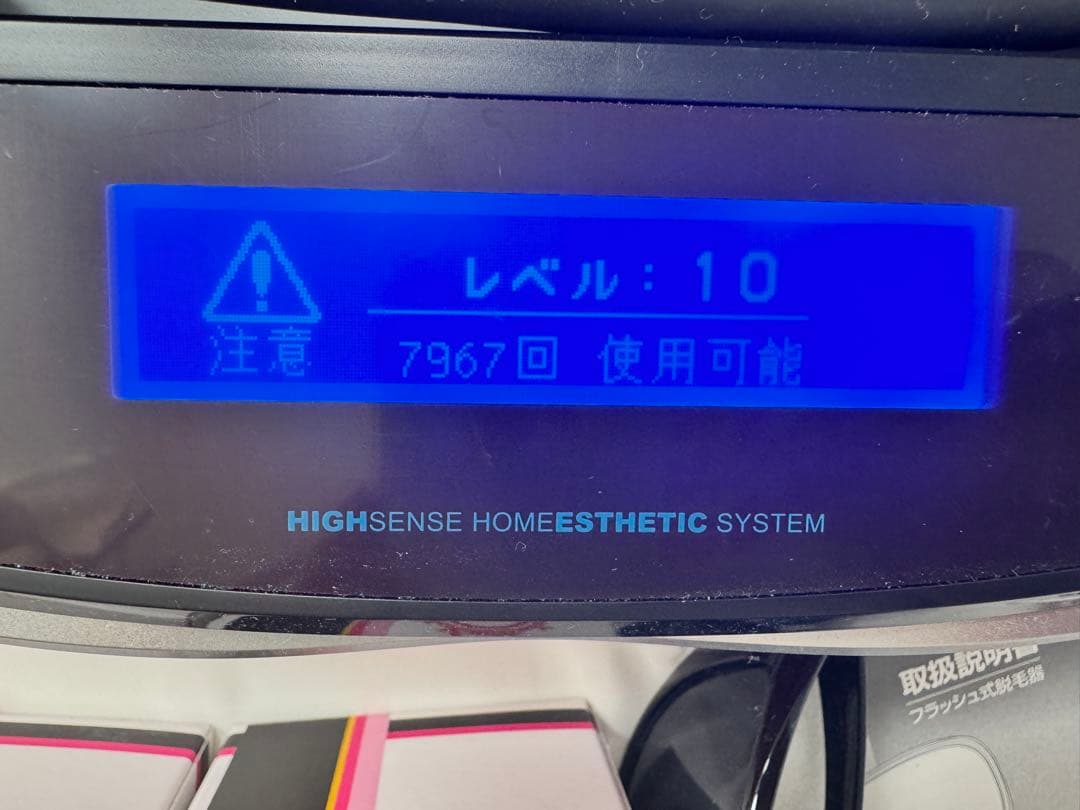 レベル：10
注意
7967回 使用可能
HIGHSENSE HOMEESTHETIC SYSTEM
取扱説明書
フラッシュ式脱毛器